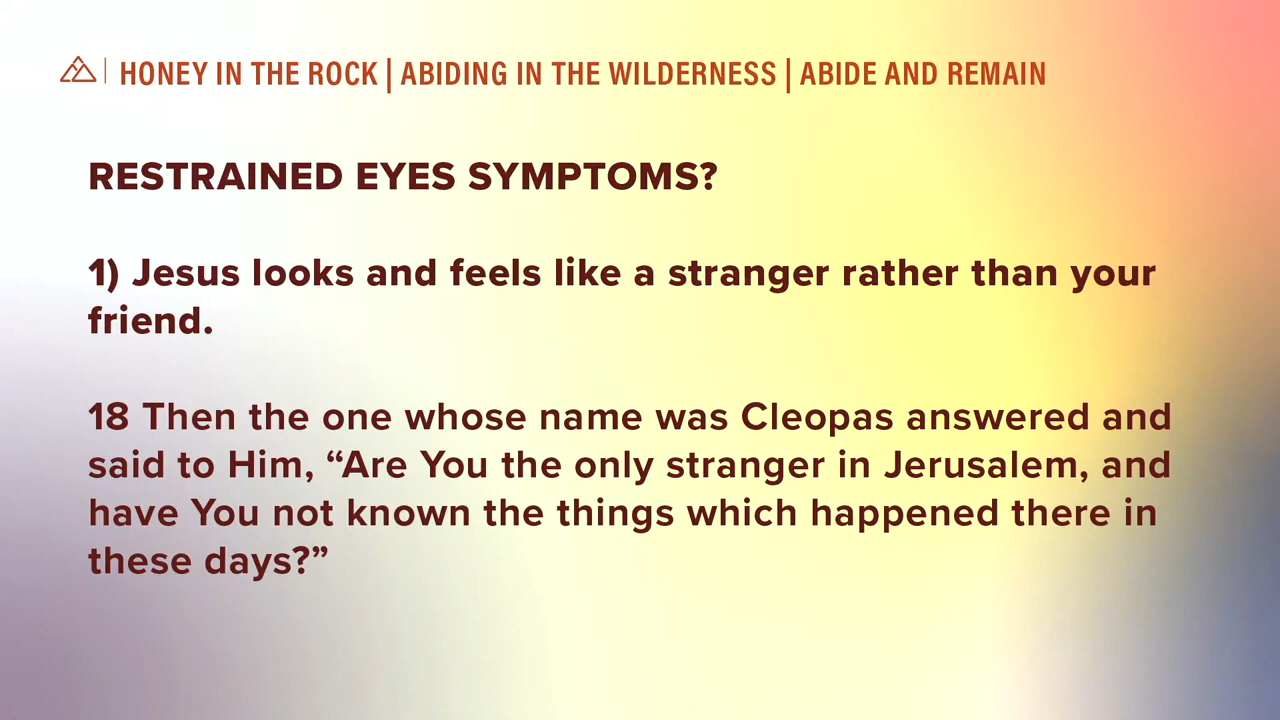 HONEY IN THE ROCK | ABIDING IN THE WILDERNESS | ABIDE AND REMAIN
RESTRAINED EYES SYMPTOMS?
1) Jesus looks and feels like a stranger rather than your
friend.
18 Then the one whose name was Cleopas answered and
said to Him, “Are You the only stranger in Jerusalem, and
have You not known the things which happened there in
these days?”